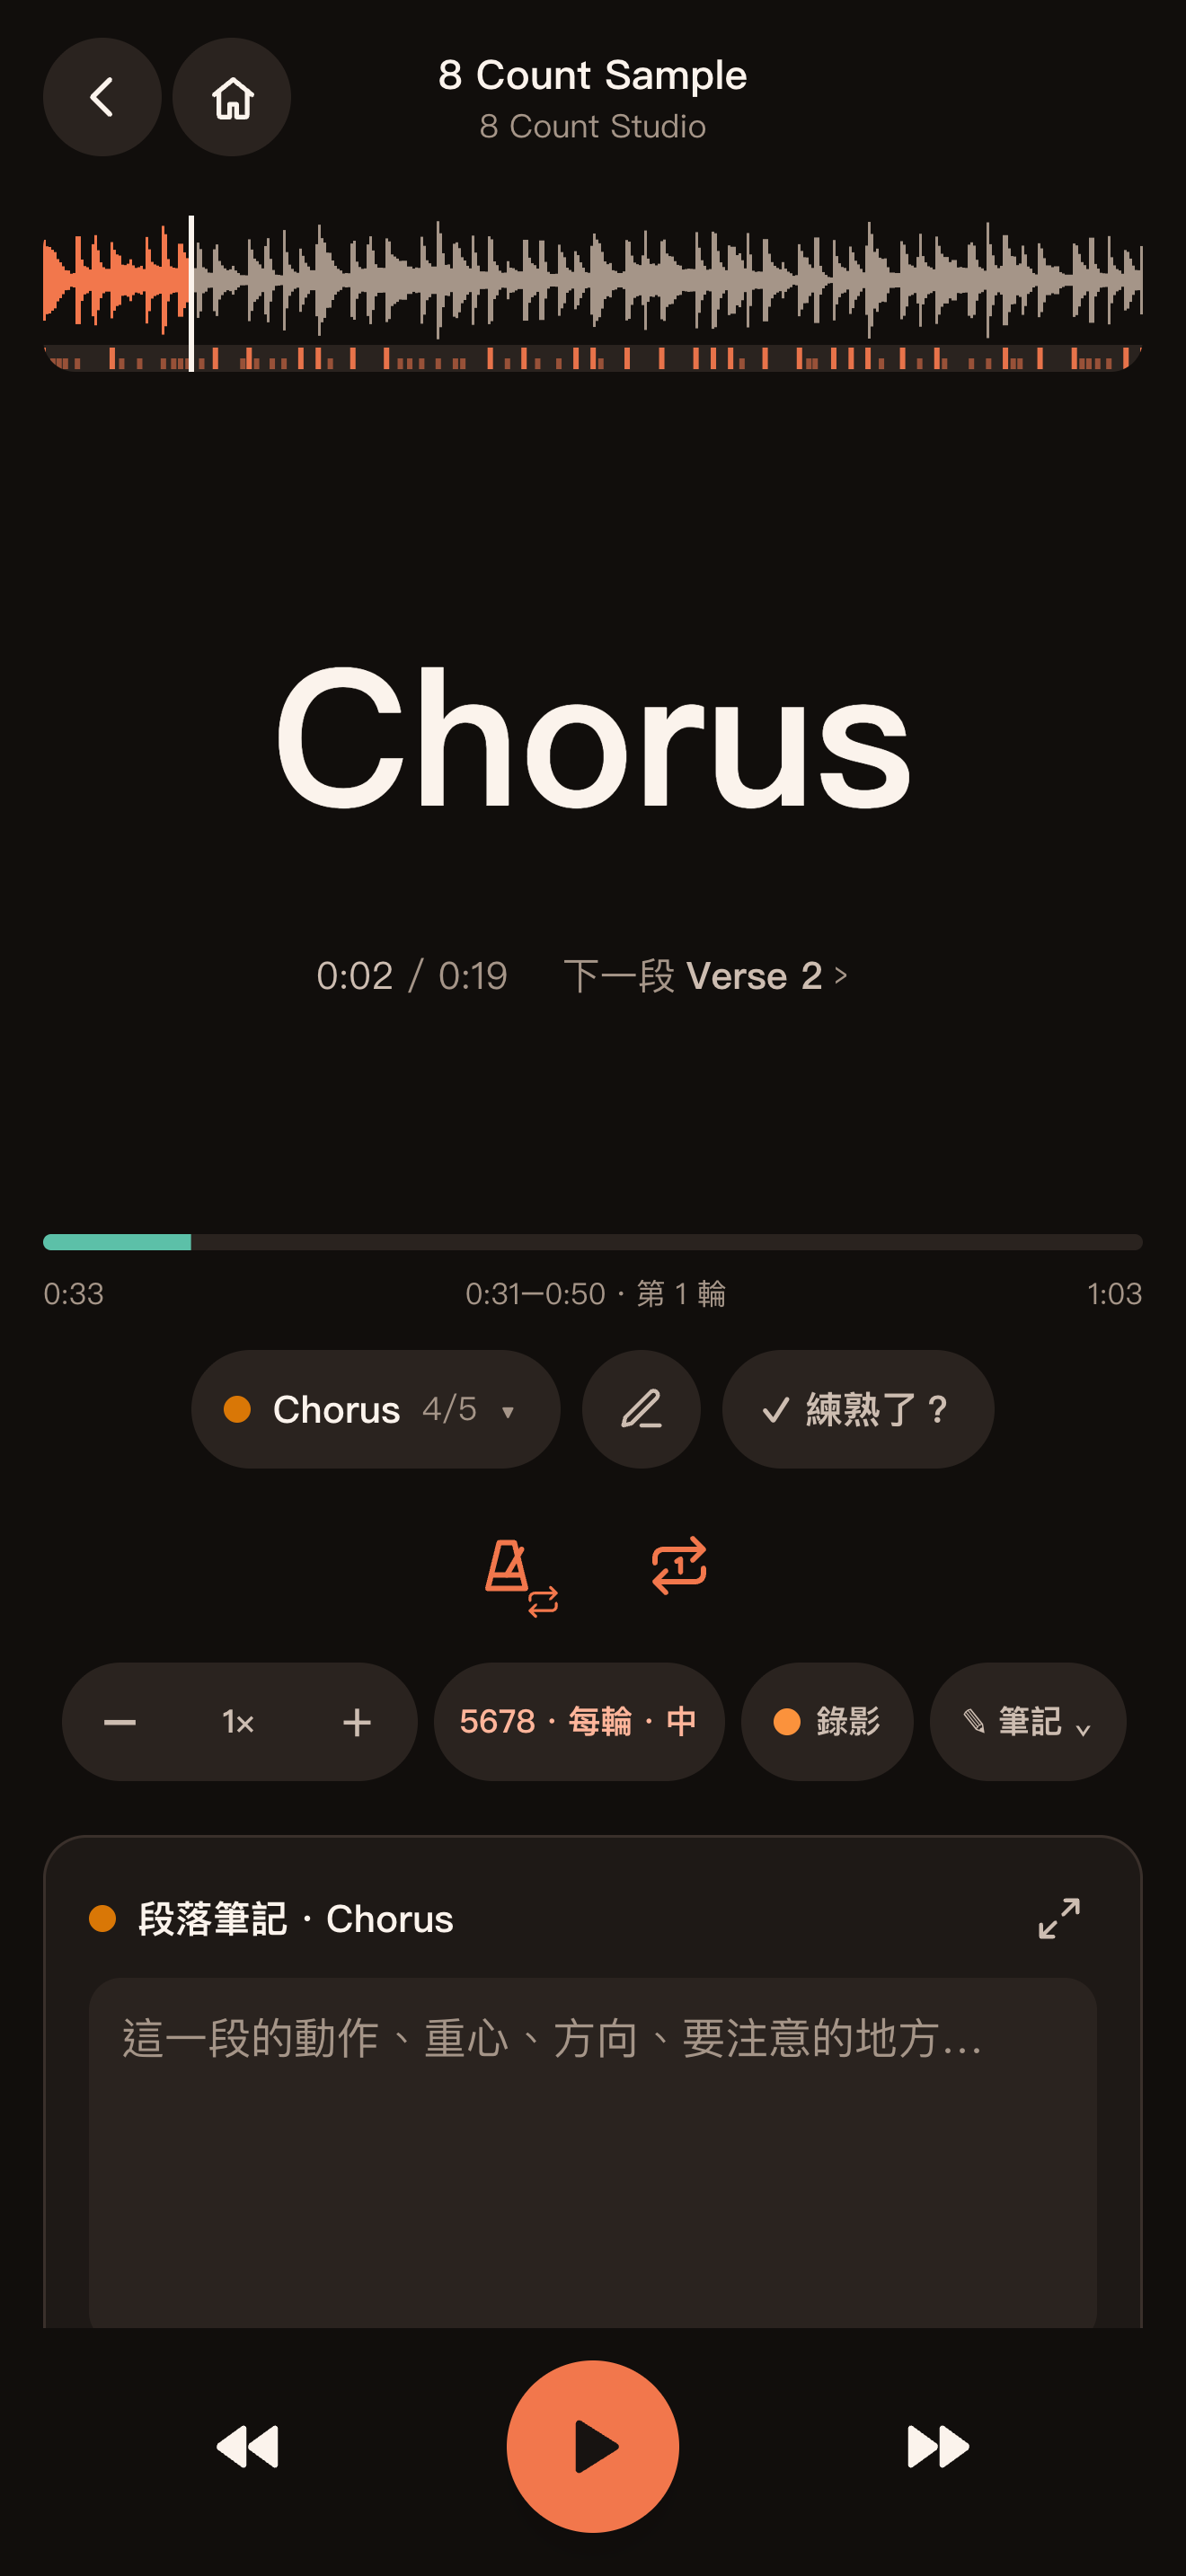 8 Count Sample
8 Count Studio
Chorus
0:02 / 0:19 下一段 Verse 2 ›
0:33 0:31–0:50 · 第 1 輪 1:03
Chorus 4/5 ▾
✓ 練熟了？
1
− 1× +
5678 · 每輪 · 中
錄影
✎ 筆記 ⌄
段落筆記 · Chorus
這一段的動作、重心、方向、要注意的地方…